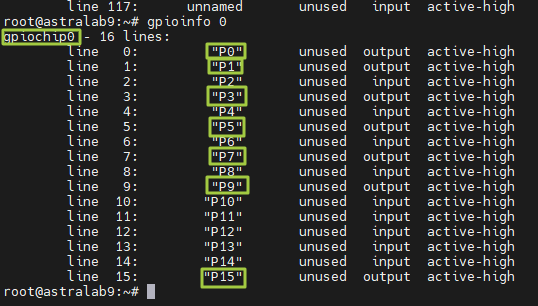 line 117: unnamed unused input active-high
root@astralab9:~# gpioinfo 0
gpiochip0 - 16 lines:
line 0: "P0" unused output active-high
line 1: "P1" unused output active-high
line 2: "P2" unused input active-high
line 3: "P3" unused output active-high
line 4: "P4" unused input active-high
line 5: "P5" unused output active-high
line 6: "P6" unused input active-high
line 7: "P7" unused output active-high
line 8: "P8" unused input active-high
line 9: "P9" unused output active-high
line 10: "P10" unused input active-high
line 11: "P11" unused input active-high
line 12: "P12" unused input active-high
line 13: "P13" unused input active-high
line 14: "P14" unused input active-high
line 15: "P15" unused output active-high
root@astralab9:~#